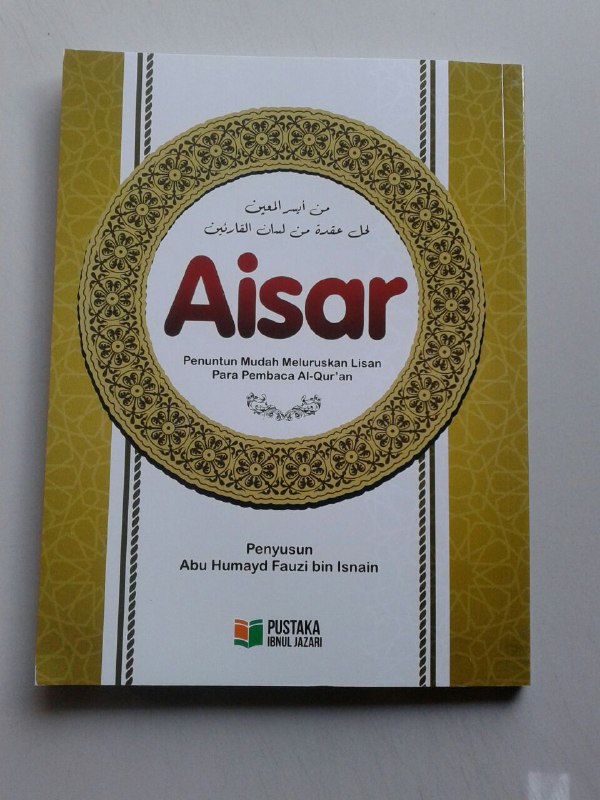 من أيسر المعين
لحل عقدة من لسان القارئين
Aisar
Penuntun Mudah Meluruskan Lisan
Para Pembaca Al-Qur'an
Penyusun
Abu Humayd Fauzi bin Isnain
PUSTAKA
IBNUL JAZARI